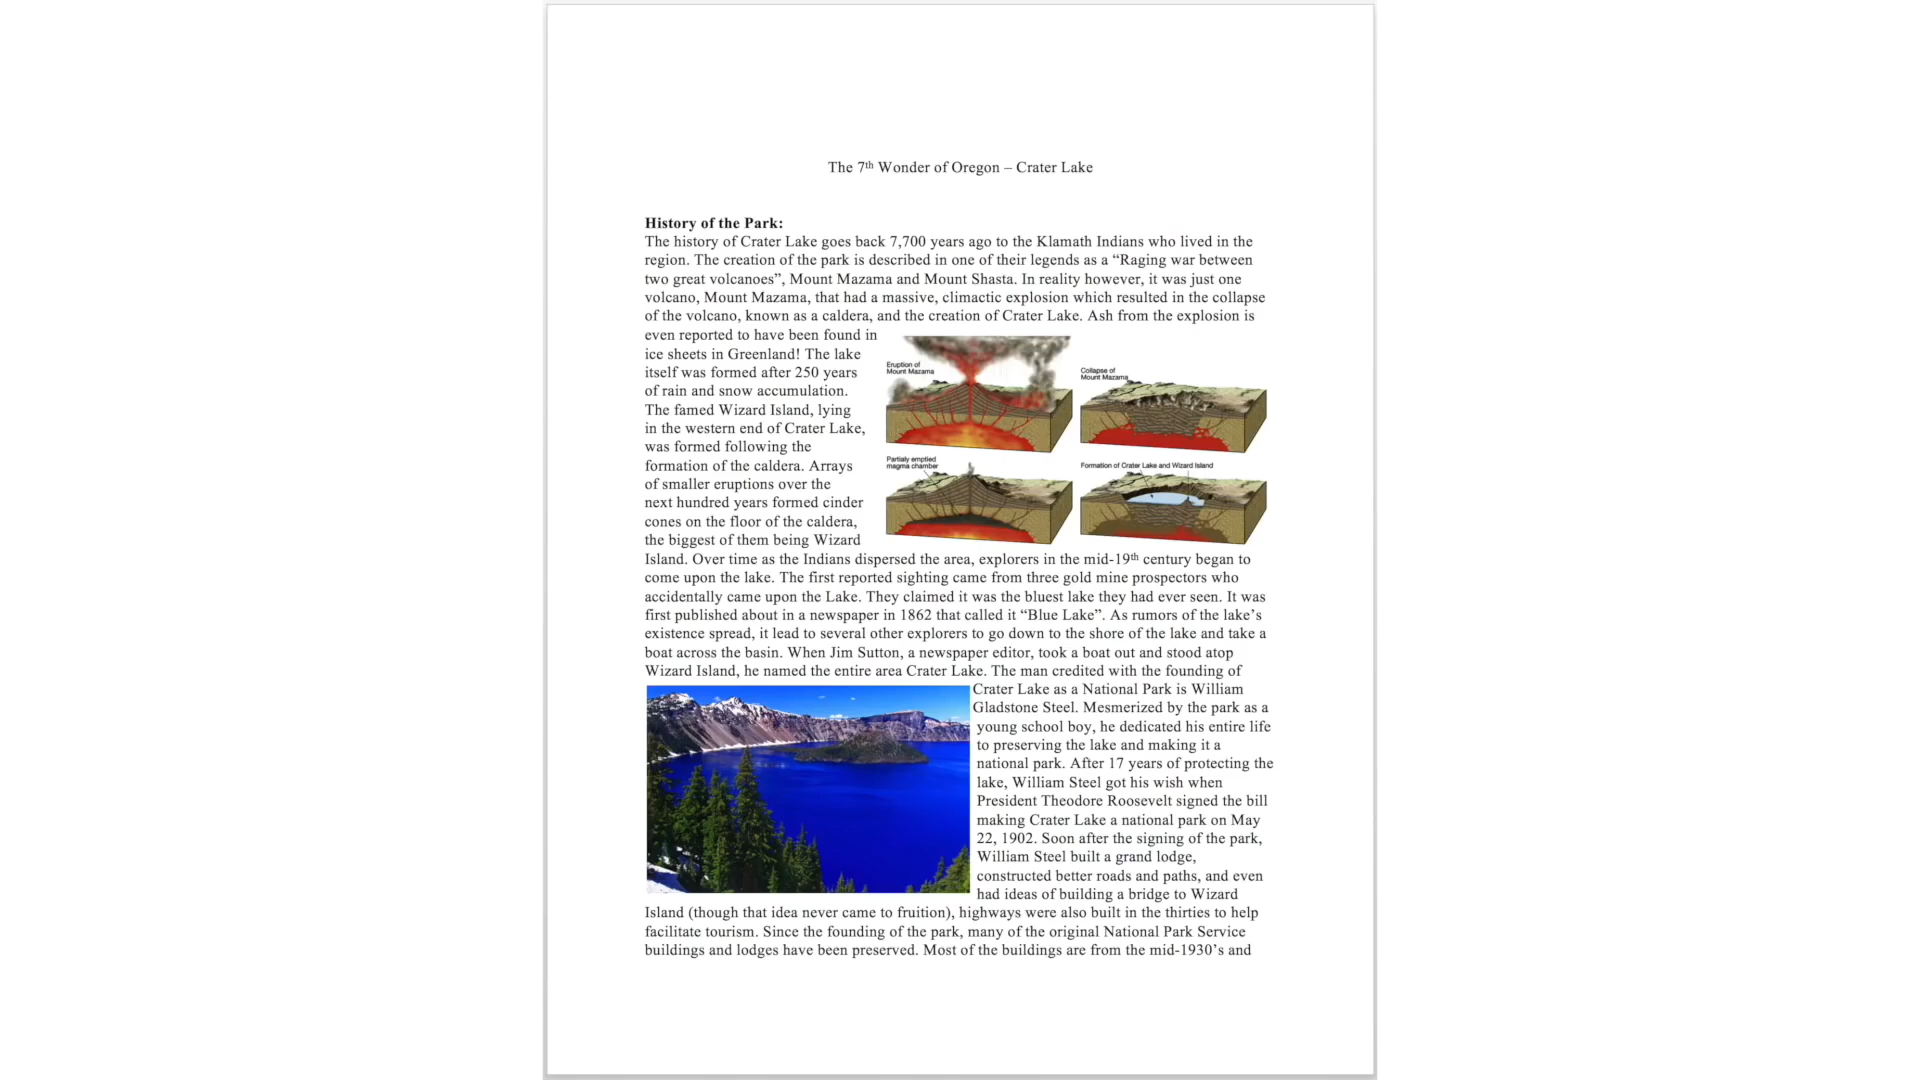 The 7th Wonder of Oregon – Crater Lake
History of the Park:
The history of Crater Lake goes back 7,700 years ago to the Klamath Indians who lived in the
region. The creation of the park is described in one of their legends as a “Raging war between
two great volcanoes”, Mount Mazama and Mount Shasta. In reality however, it was just one
volcano, Mount Mazama, that had a massive, climactic explosion which resulted in the collapse
of the volcano, known as a caldera, and the creation of Crater Lake. Ash from the explosion is
even reported to have been found in
ice sheets in Greenland! The lake
itself was formed after 250 years
of rain and snow accumulation.
The famed Wizard Island, lying
in the western end of Crater Lake,
was formed following the
formation of the caldera. Arrays
of smaller eruptions over the
next hundred years formed cinder
cones on the floor of the caldera,
the biggest of them being Wizard
Eruption of
Mount Mazama
Collapse of
Mount Mazama
Partialy emptied
magma chamber
Formation of Crater Lake and Wizard Island
Island. Over time as the Indians dispersed the area, explorers in the mid-19th century began to
come upon the lake. The first reported sighting came from three gold mine prospectors who
accidentally came upon the Lake. They claimed it was the bluest lake they had ever seen. It was
first published about in a newspaper in 1862 that called it “Blue Lake”. As rumors of the lake’s
existence spread, it lead to several other explorers to go down to the shore of the lake and take a
boat across the basin. When Jim Sutton, a newspaper editor, took a boat out and stood atop
Wizard Island, he named the entire area Crater Lake. The man credited with the founding of
Crater Lake as a National Park is William
Gladstone Steel. Mesmerized by the park as a
young school boy, he dedicated his entire life
to preserving the lake and making it a
national park. After 17 years of protecting the
lake, William Steel got his wish when
President Theodore Roosevelt signed the bill
making Crater Lake a national park on May
22, 1902. Soon after the signing of the park,
William Steel built a grand lodge,
constructed better roads and paths, and even
had ideas of building a bridge to Wizard
Island (though that idea never came to fruition), highways were also built in the thirties to help
facilitate tourism. Since the founding of the park, many of the original National Park Service
buildings and lodges have been preserved. Most of the buildings are from the mid-1930’s and